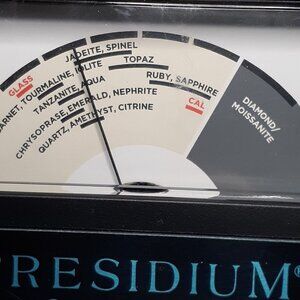 JADEITE, SPINEL
GLASS
TOPAZ
GARNET, TOURMALINE, IOLITE
RUBY, SAPPHIRE
TANZANITE, AQUA
CAL
CHRYSOPRASE, EMERALD, NEPHRITE
QUARTZ, AMETHYST, CITRINE
DIAMOND/
MOISSANITE
PRESIDIUM®